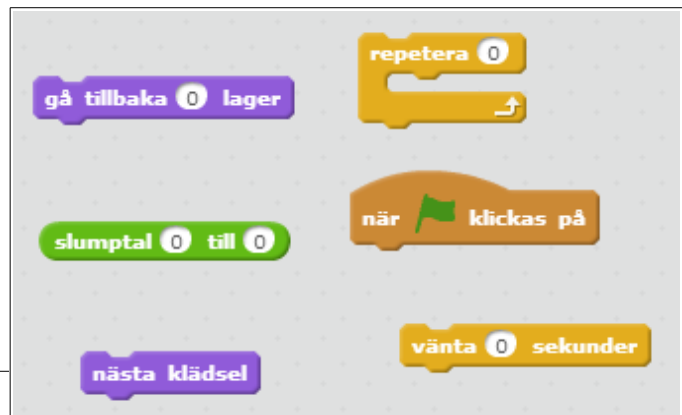 repetera 0
gå tillbaka 0 lager
när klickas på
slumptal 0 till 0
vänta 0 sekunder
nästa klädsel